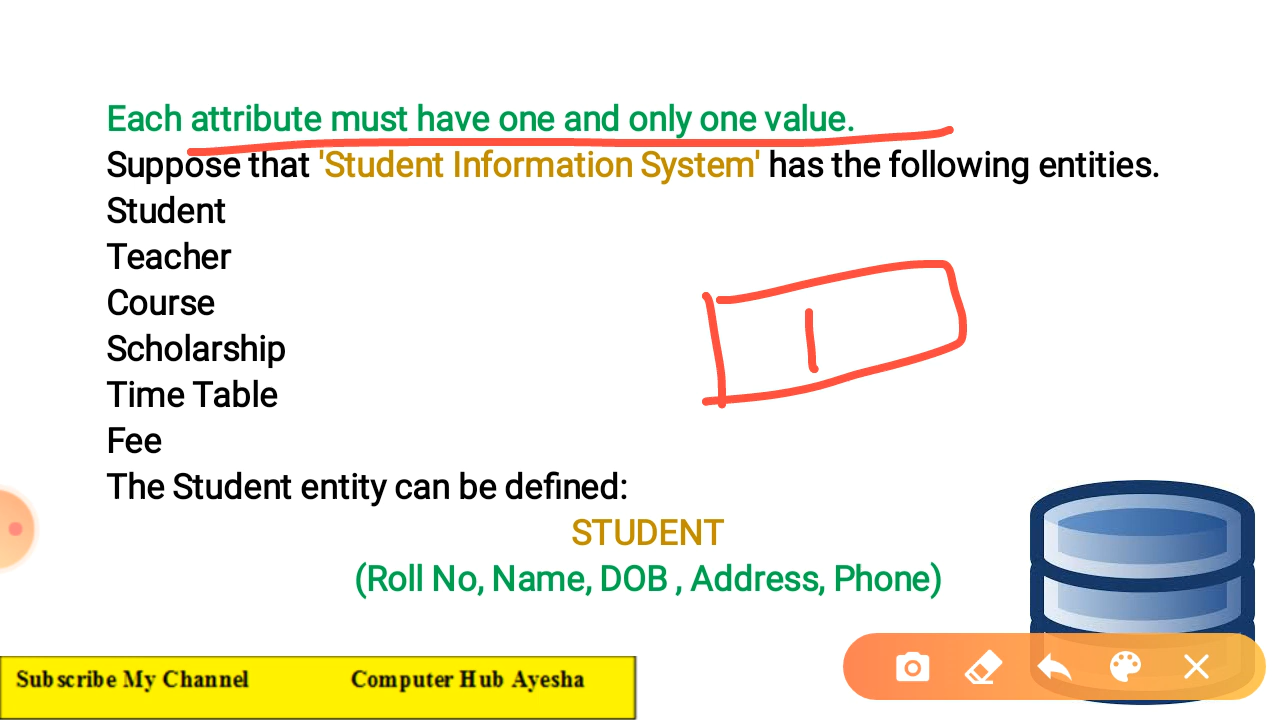 Each attribute must have one and only one value.
Suppose that 'Student Information System' has the following entities.
Student
Teacher
Course
Scholarship
Time Table
Fee
The Student entity can be defined:
STUDENT
(Roll No, Name, DOB , Address, Phone)
Subscribe My Channel Computer Hub Ayesha